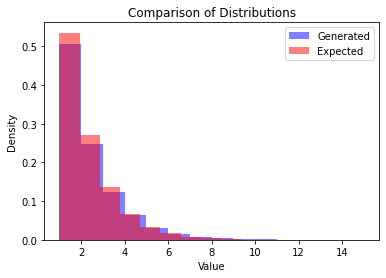 Comparison of Distributions
Generated
Expected
Density
0.5
0.4
0.3
0.2
0.1
0.0
2 4 6 8 10 12 14
Value